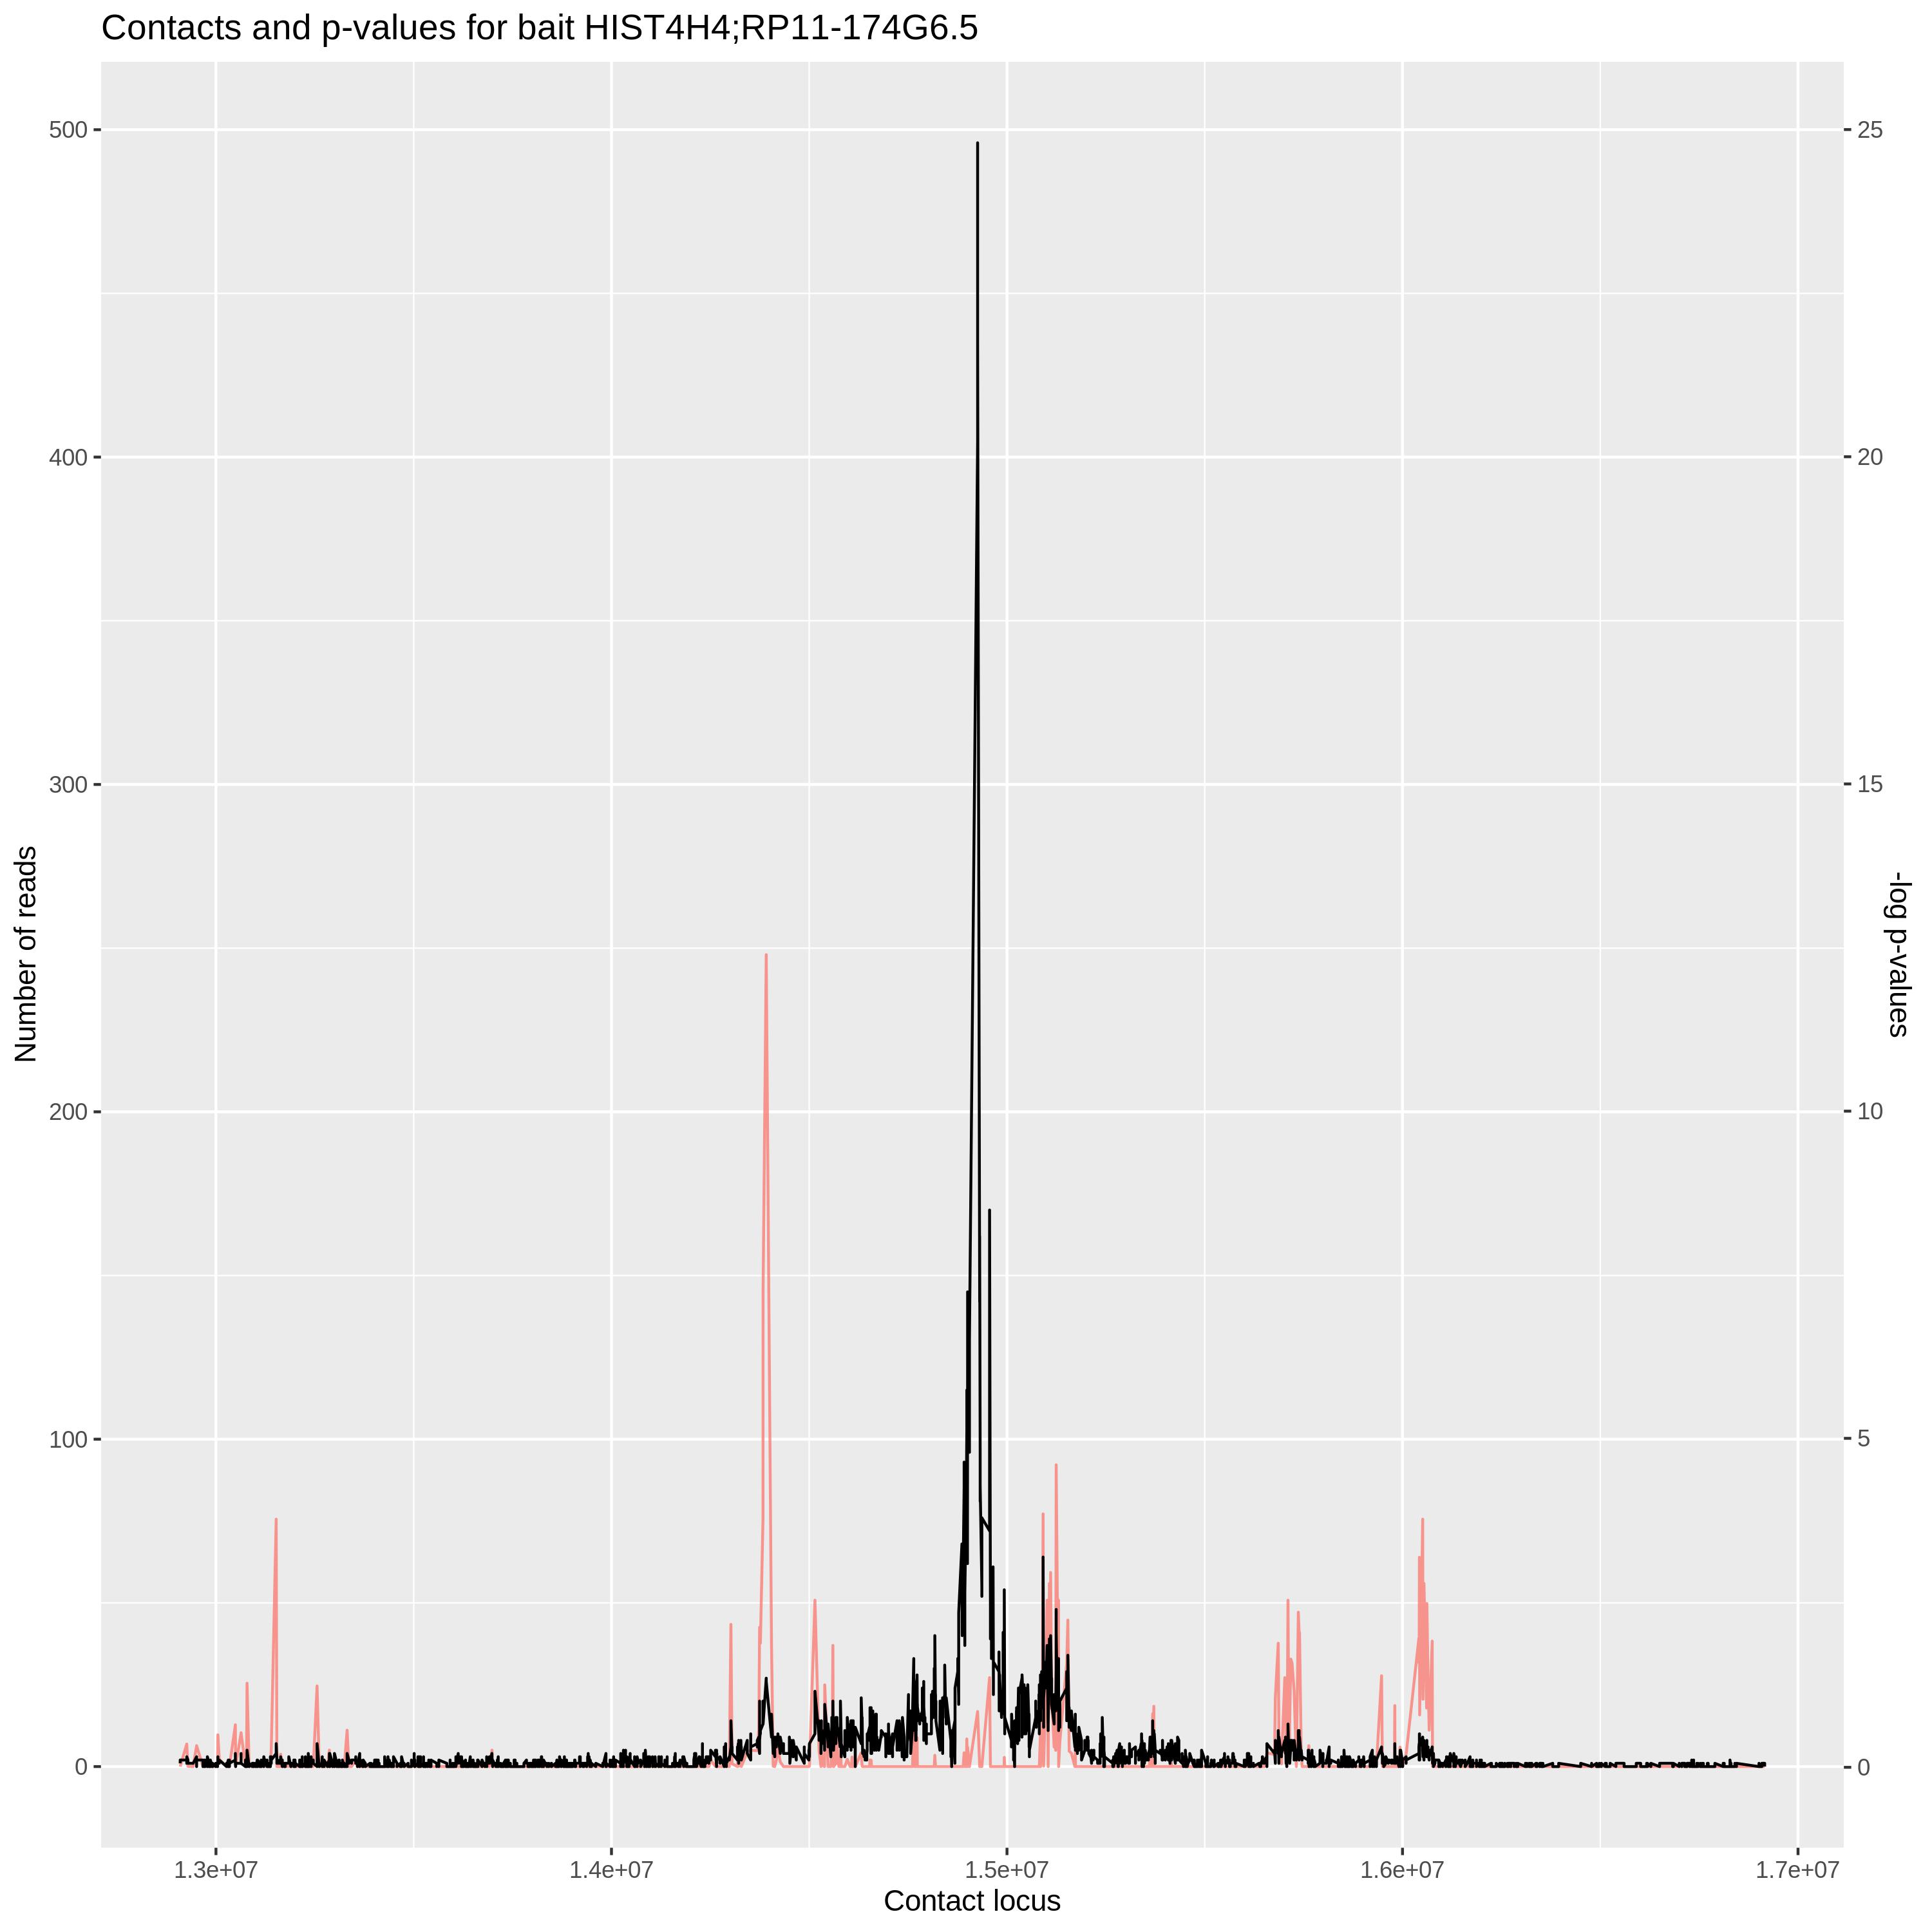 Contacts and p-values for bait HIST4H4;RP11-174G6.5
500
400
300
200
100
0
25
20
15
10
5
0
Number of reads
-log p-values
1.3e+07
1.4e+07
1.5e+07
1.6e+07
1.7e+07
Contact locus